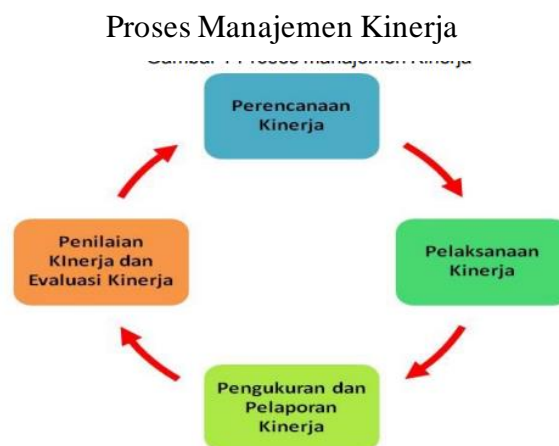 Proses Manajemen Kinerja
Perencanaan
Kinerja
Pelaksanaan
Kinerja
Pengukuran dan
Pelaporan
Kinerja
Penilaian
KInerja dan
Evaluasi Kinerja